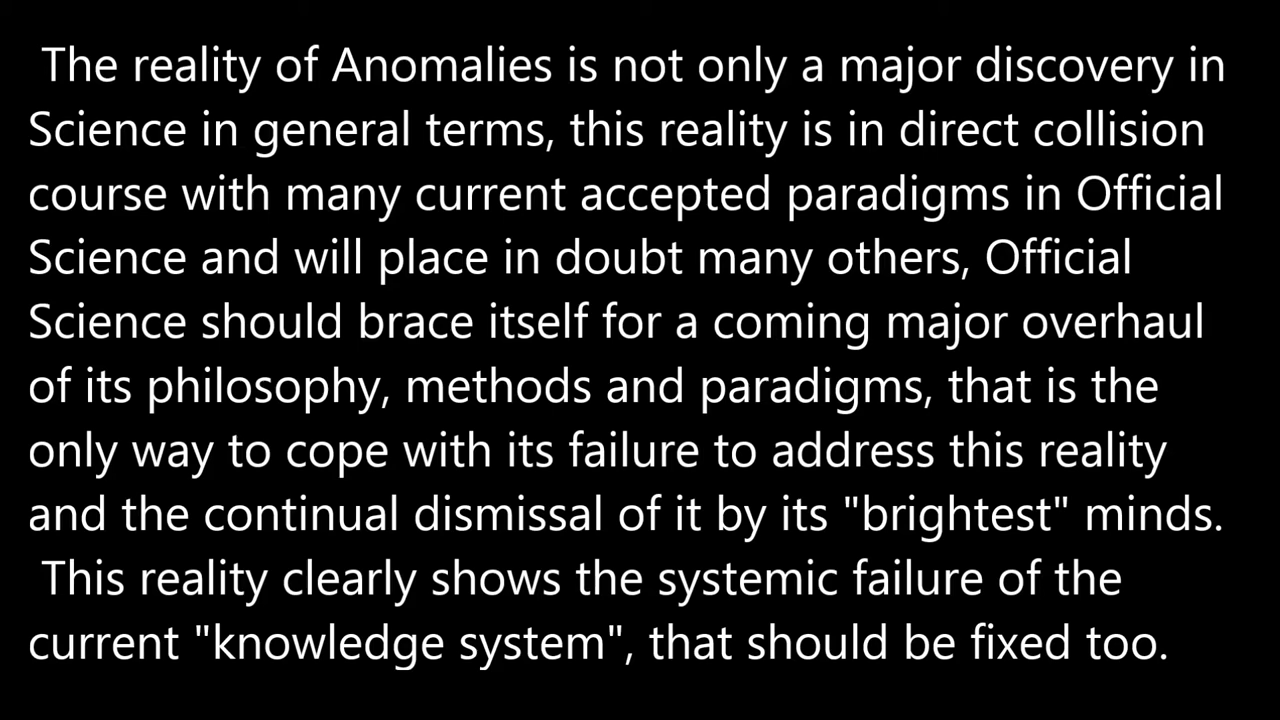 The reality of Anomalies is not only a major discovery in
Science in general terms, this reality is in direct collision
course with many current accepted paradigms in Official
Science and will place in doubt many others, Official
Science should brace itself for a coming major overhaul
of its philosophy, methods and paradigms, that is the
only way to cope with its failure to address this reality
and the continual dismissal of it by its "brightest" minds.
This reality clearly shows the systemic failure of the
current "knowledge system", that should be fixed too.